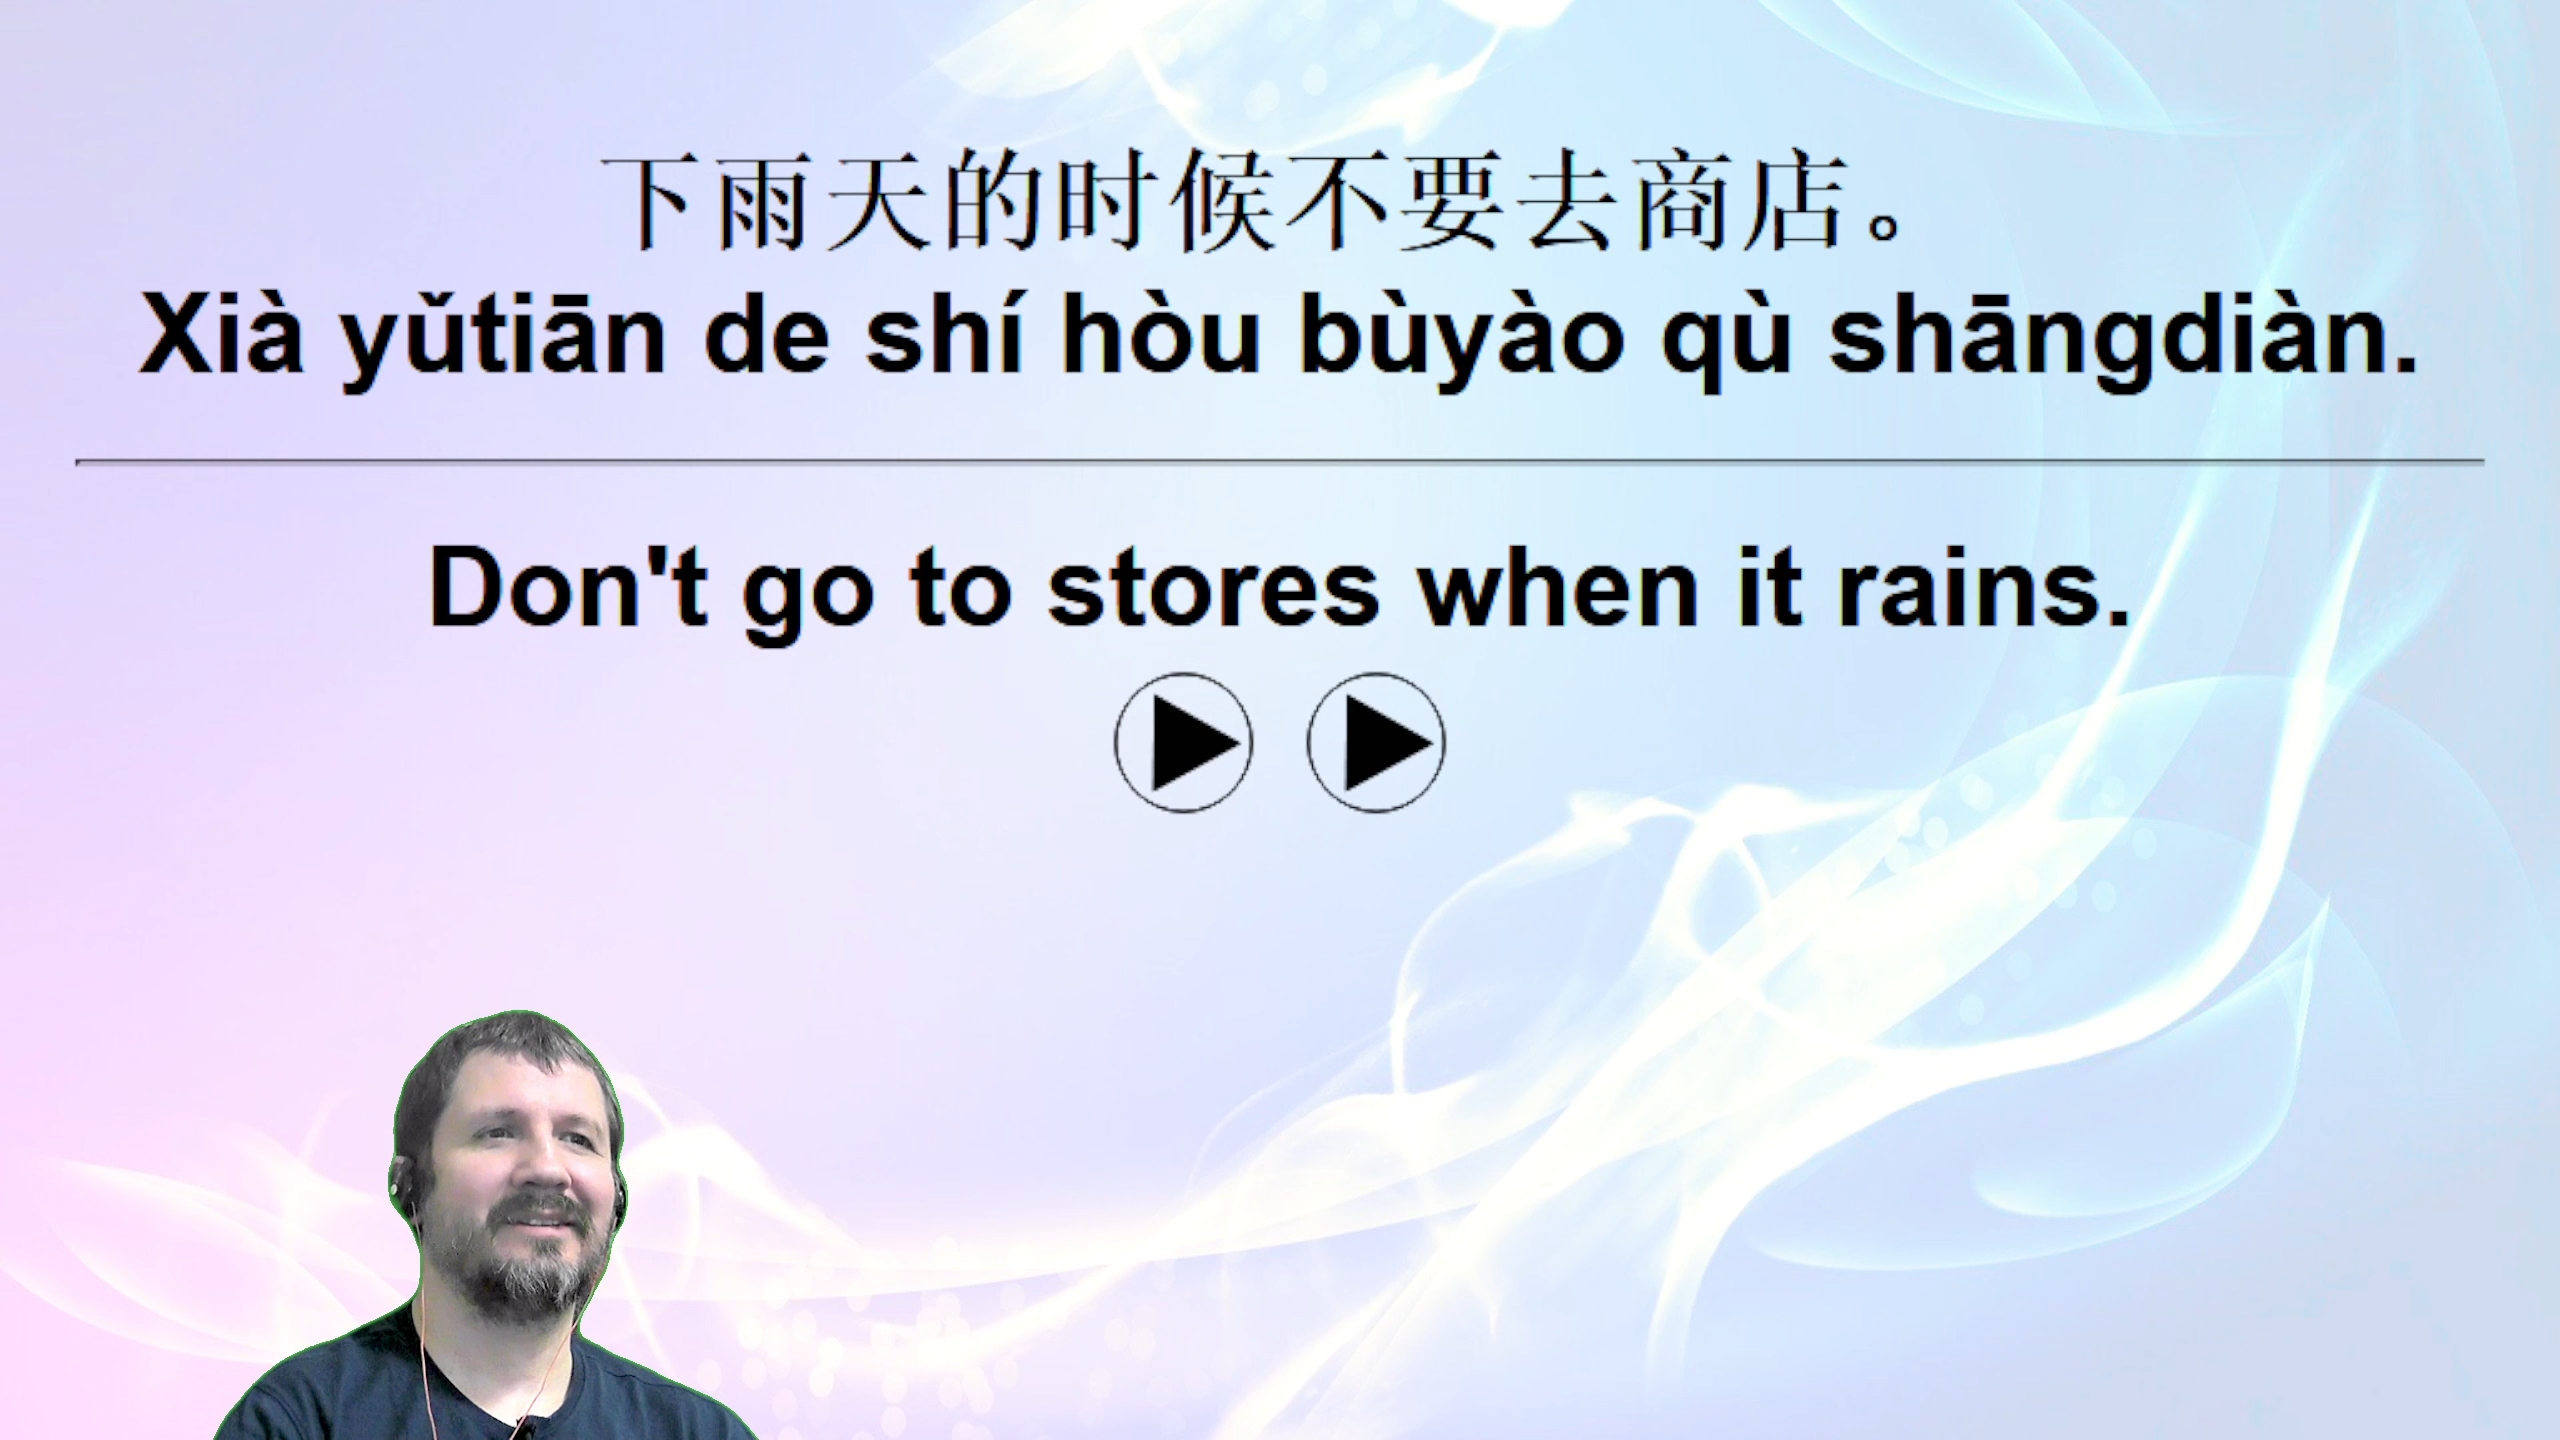 下雨天的时候不要去商店。
Xià yǔtiān de shí hòu bùyào qù shāngdiàn.
Don't go to stores when it rains.